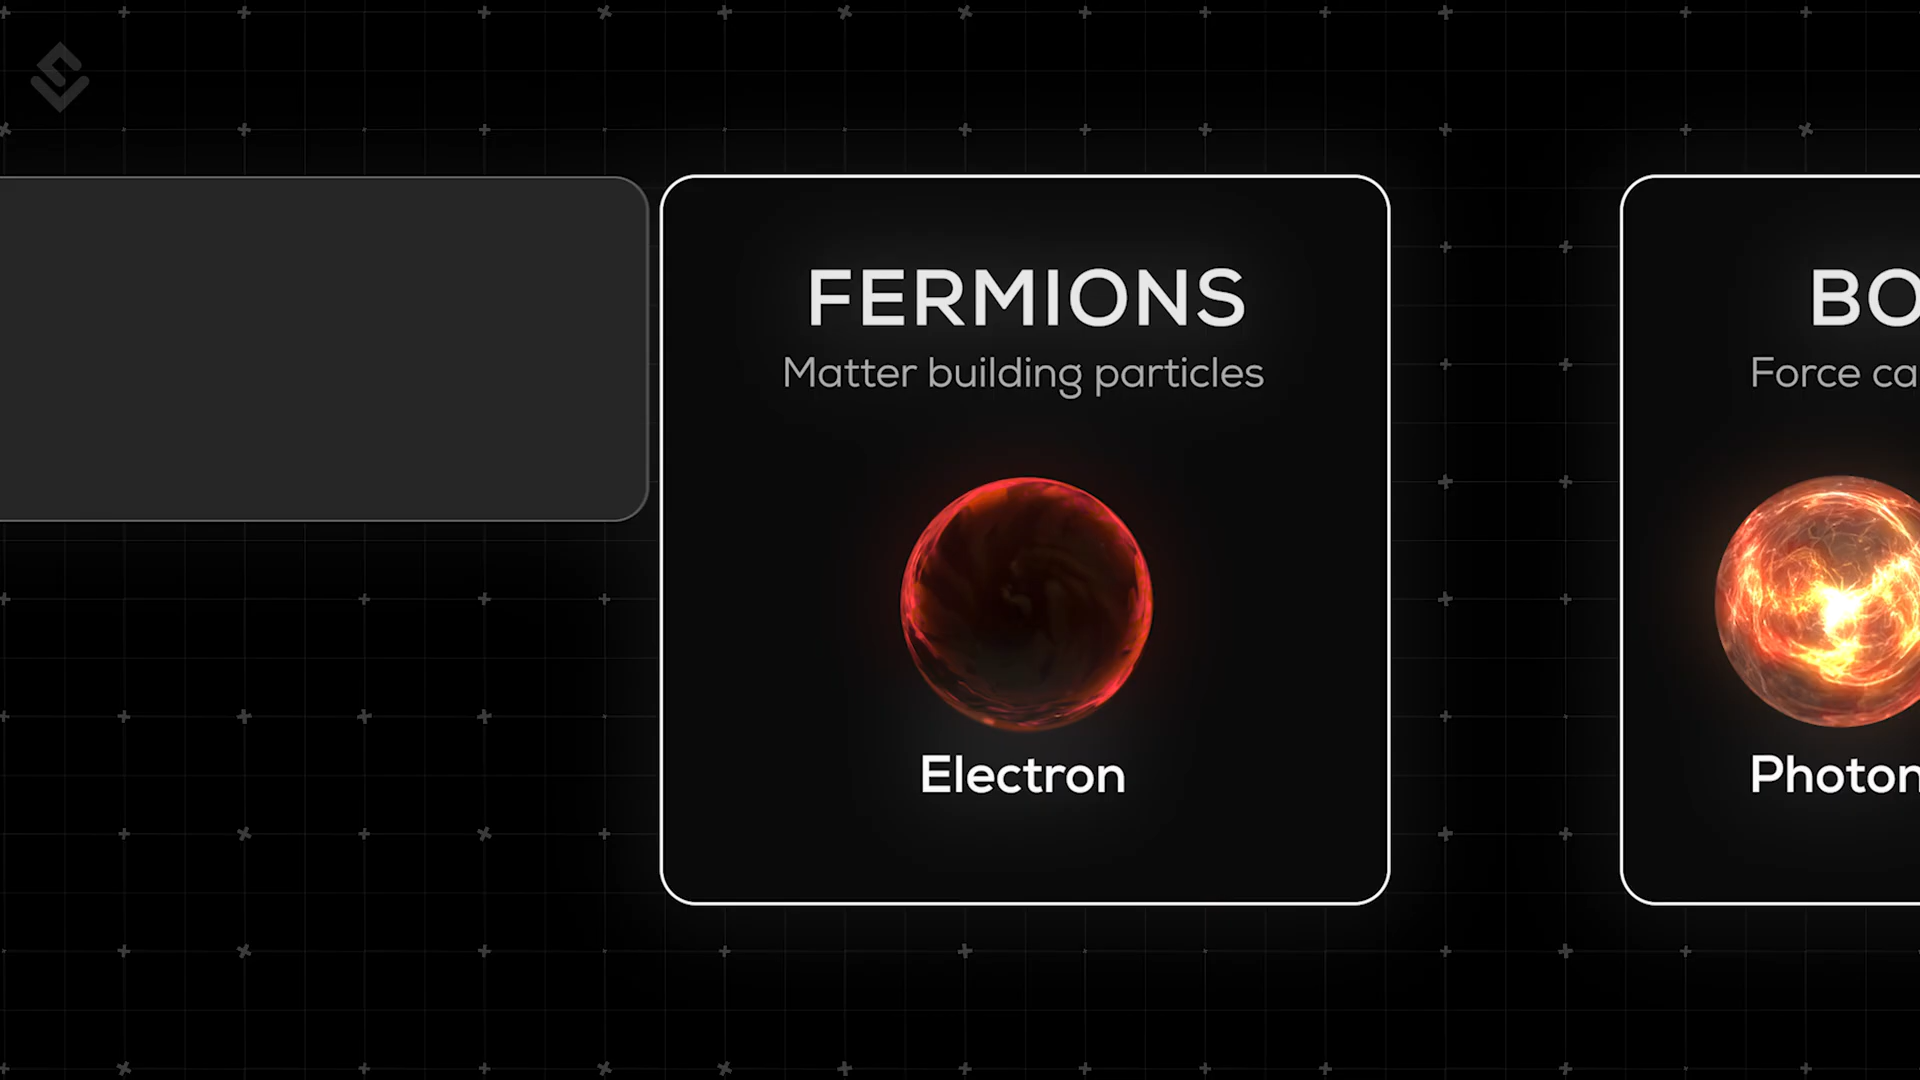 FERMIONS
Matter building particles
Electron
BO
Force ca
Photon